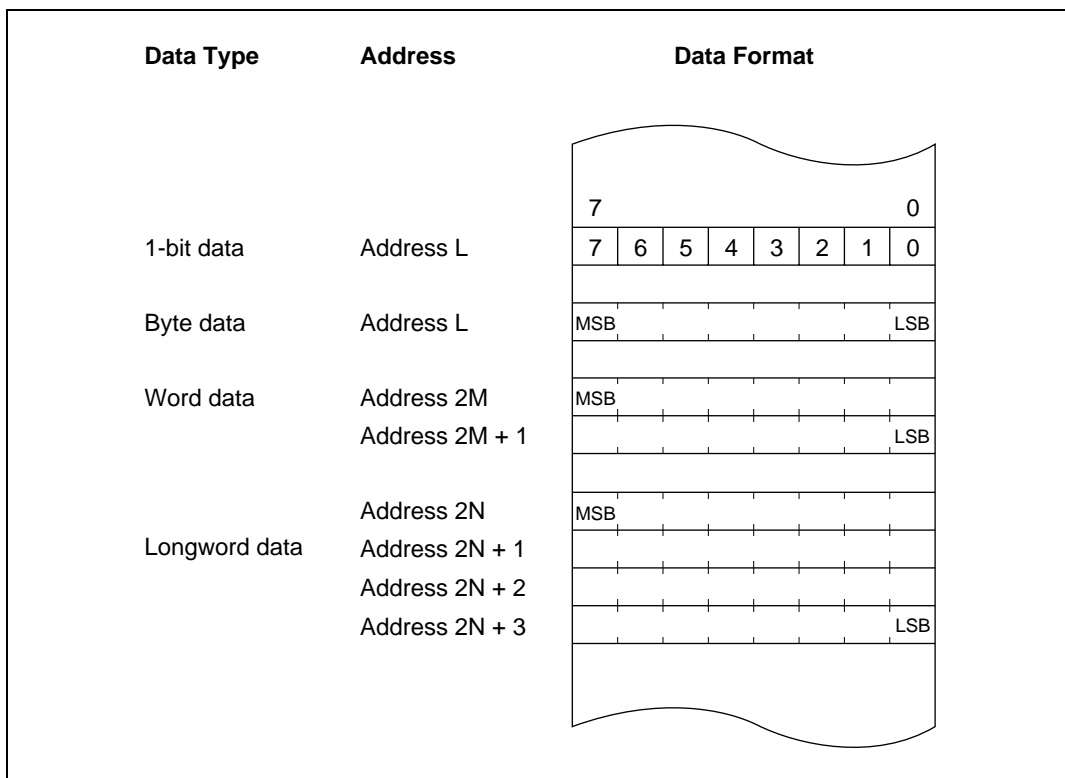 Data Type Address Data Format
7 0
1-bit data Address L 7 6 5 4 3 2 1 0
Byte data Address L MSB LSB
Word data Address 2M MSB
Address 2M + 1 LSB
Address 2N MSB
Longword data Address 2N + 1
Address 2N + 2
Address 2N + 3 LSB